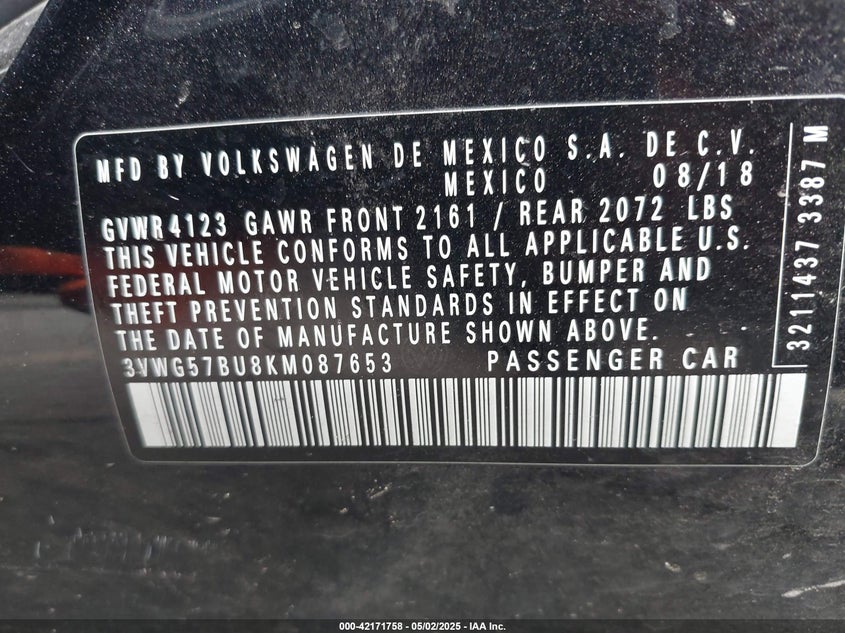 MFD BY VOLKSWAGEN DE MEXICO S.A. DE C.V.
MEXICO 08/18
GVWR 4123 GAWR FRONT 2161 / REAR 2072 LBS
THIS VEHICLE CONFORMS TO ALL APPLICABLE U.S.
FEDERAL MOTOR VEHICLE SAFETY, BUMPER AND
THEFT PREVENTION STANDARDS IN EFFECT ON
THE DATE OF MANUFACTURE SHOWN ABOVE.
3VWG57BU8KM087653 PASSENGER CAR
3211437 3387 M
000-42171758 - 05/02/2025 - IAA Inc.